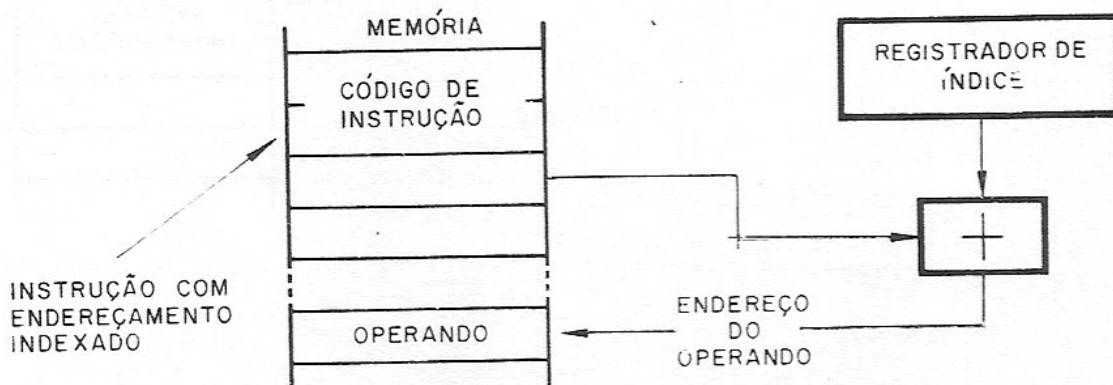 MEMÓRIA
CÓDIGO DE
INSTRUÇÃO
REGISTRADOR DE
ÍNDICE
+
INSTRUÇÃO COM
ENDEREÇAMENTO
INDEXADO
OPERANDO
ENDEREÇO
DO
OPERANDO